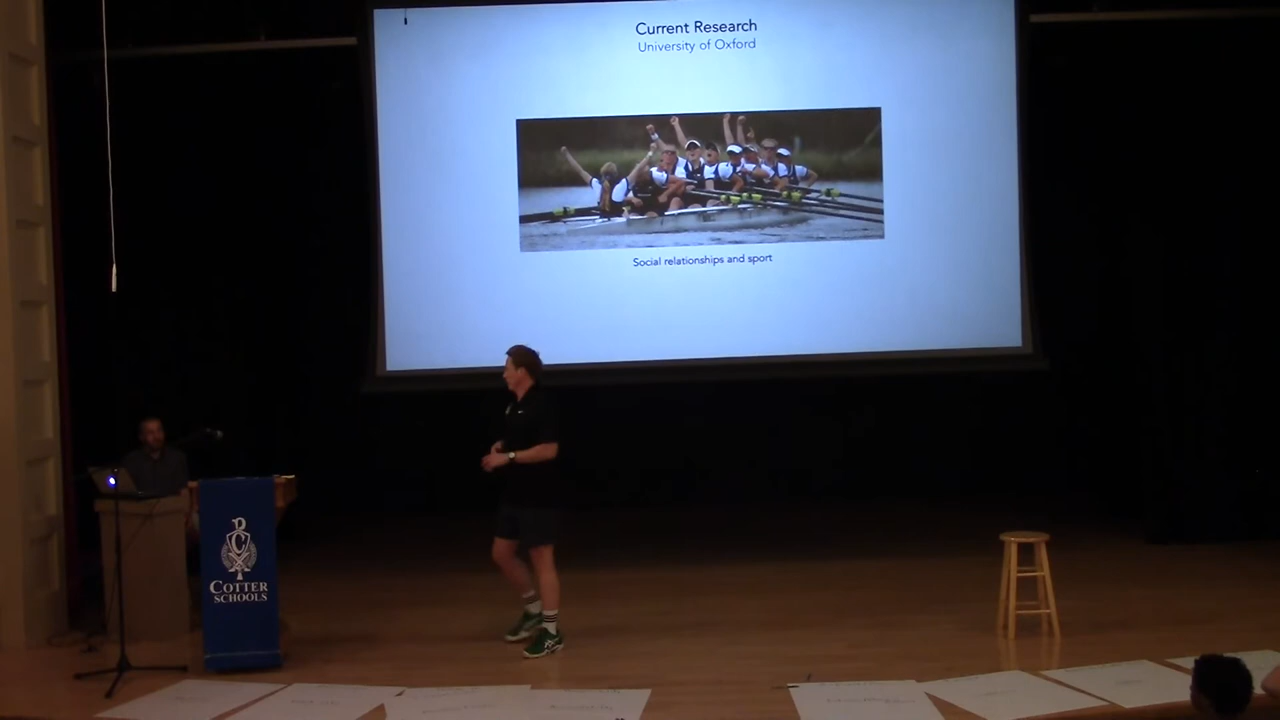 Current Research
University of Oxford
Social relationships and sport
COTTER
SCHOOLS